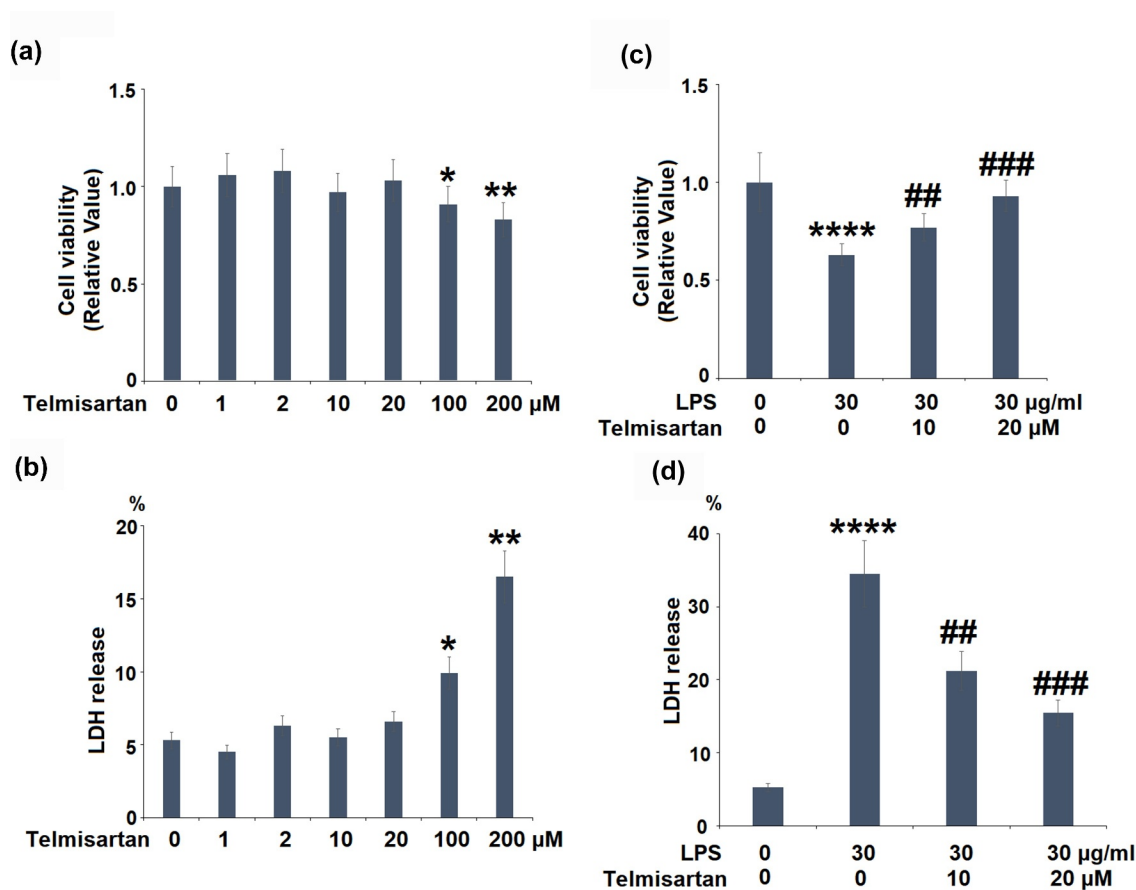 (a)
Cell viability
(Relative Value)
1.5
1.0
0.5
0
*
**
Telmisartan 0 1 2 10 20 100 200 µM
(b)
%
LDH release
20
15
10
5
0
*
**
Telmisartan 0 1 2 10 20 100 200 µM
(c)
Cell viability
(Relative Value)
1.5
1.0
0.5
0
****
##
###
LPS 0 30 30 30 µg/ml
Telmisartan 0 0 10 20 µM
(d)
%
LDH release
40
30
20
10
0
****
##
###
LPS 0 30 30 30 µg/ml
Telmisartan 0 0 10 20 µM